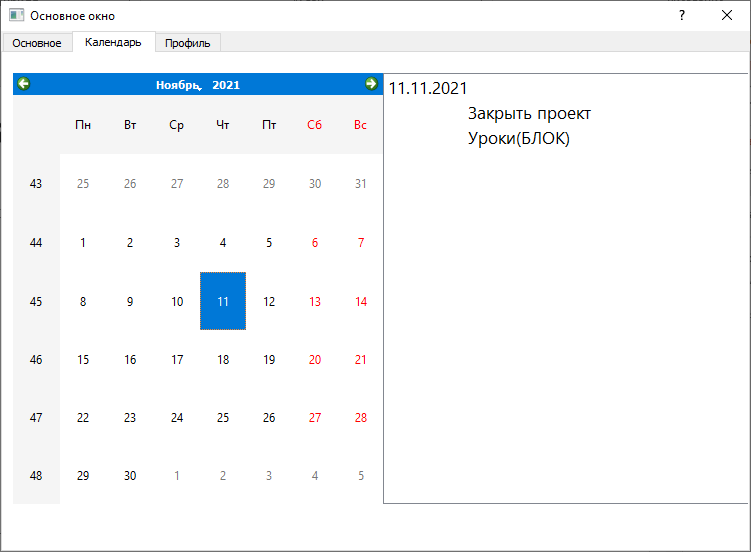 Основное окно
?
Основное Календарь Профиль
Ноябрь, 2021
Пн Вт Ср Чт Пт Сб Вс
43 25 26 27 28 29 30 31
44 1 2 3 4 5 6 7
45 8 9 10 11 12 13 14
46 15 16 17 18 19 20 21
47 22 23 24 25 26 27 28
48 29 30 1 2 3 4 5
11.11.2021
Закрыть проект
Уроки(БЛОК)